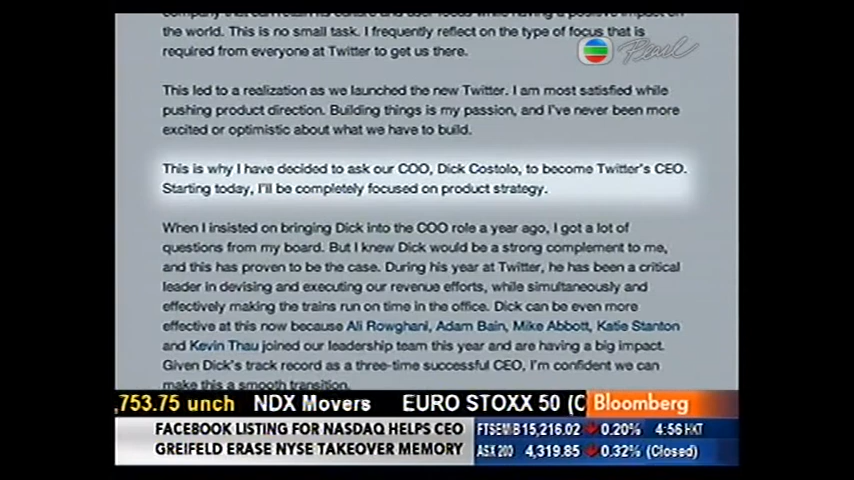 company that can retain its culture and user focus while having a positive impact on
the world. This is no small task. I frequently reflect on the type of focus that is
required from everyone at Twitter to get us there.
Pearl
This led to a realization as we launched the new Twitter. I am most satisfied while
pushing product direction. Building things is my passion, and I've never been more
excited or optimistic about what we have to build.
This is why I have decided to ask our COO, Dick Costolo, to become Twitter's CEO.
Starting today, I'll be completely focused on product strategy.
When I insisted on bringing Dick into the COO role a year ago, I got a lot of
questions from my board. But I knew Dick would be a strong complement to me,
and this has proven to be the case. During his year at Twitter, he has been a critical
leader in devising and executing our revenue efforts, while simultaneously and
effectively making the trains run on time in the office. Dick can be even more
effective at this now because Ali Rowghani, Adam Bain, Mike Abbott, Katie Stanton
and Kevin Thau joined our leadership team this year and are having a big impact.
Given Dick's track record as a three-time successful CEO, I'm confident we can
make this a smooth transition.
,753.75 unch NDX Movers EURO STOXX 50 (C
Bloomberg
FACEBOOK LISTING FOR NASDAQ HELPS CEO
GREIFELD ERASE NYSE TAKEOVER MEMORY
FTSEMIB 15,216.02 0.20% 4:56 HKT
ASX 200 4,319.85 0.32% (Closed)